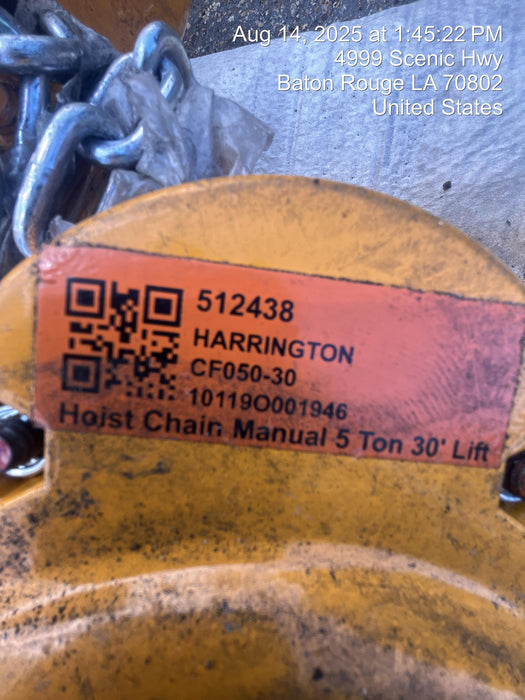 Aug 14, 2025 at 1:45:22 PM
4999 Scenic Hwy
Baton Rouge LA 70802
United States
512438
HARRINGTON
CF050-30
10119O001946
Hoist Chain Manual 5 Ton 30' Lift